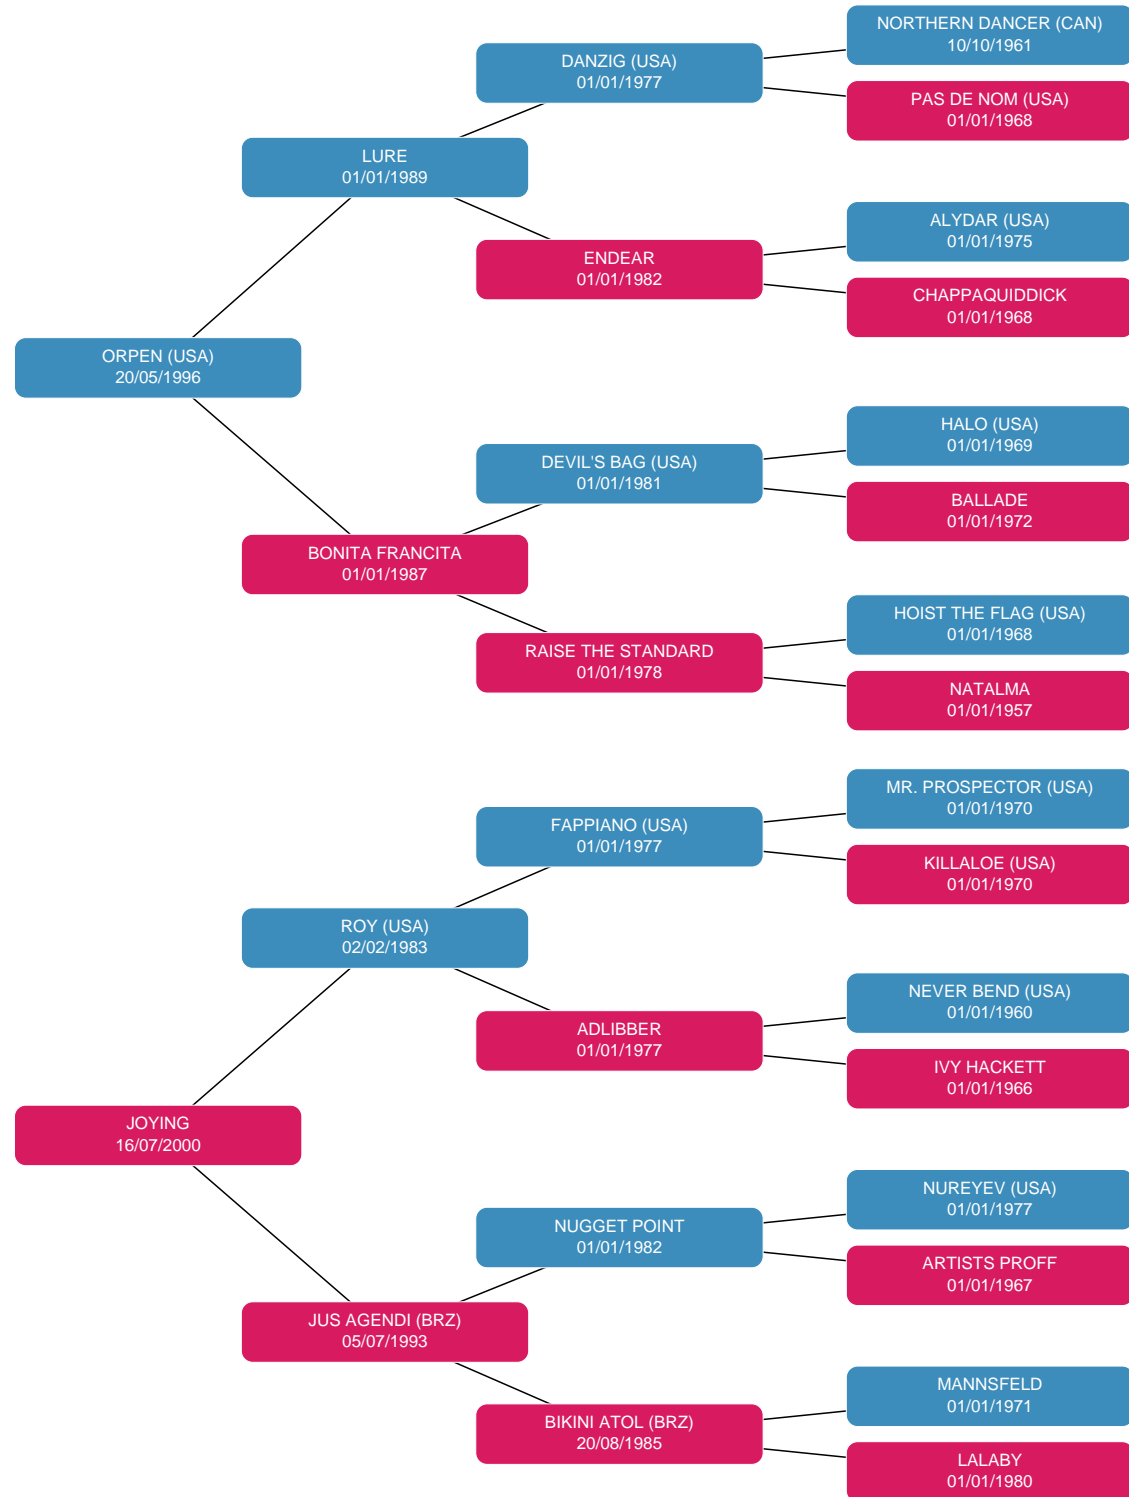 NORTHERN DANCER (CAN)
10/10/1961
DANZIG (USA)
01/01/1977
PAS DE NOM (USA)
01/01/1968
LURE
01/01/1989
ALYDAR (USA)
01/01/1975
ENDEAR
01/01/1982
CHAPPAQUIDDICK
01/01/1968
ORPEN (USA)
20/05/1996
HALO (USA)
01/01/1969
DEVIL'S BAG (USA)
01/01/1981
BALLADE
01/01/1972
BONITA FRANCITA
01/01/1987
HOIST THE FLAG (USA)
01/01/1968
RAISE THE STANDARD
01/01/1978
NATALMA
01/01/1957
MR. PROSPECTOR (USA)
01/01/1970
FAPPIANO (USA)
01/01/1977
KILLALOE (USA)
01/01/1970
ROY (USA)
02/02/1983
NEVER BEND (USA)
01/01/1960
ADLIBBER
01/01/1977
IVY HACKETT
01/01/1966
JOYING
16/07/2000
NUREYEV (USA)
01/01/1977
NUGGET POINT
01/01/1982
ARTISTS PROFF
01/01/1967
JUS AGENDI (BRZ)
05/07/1993
MANNSFELD
01/01/1971
BIKINI ATOL (BRZ)
20/08/1985
LALABY
01/01/1980